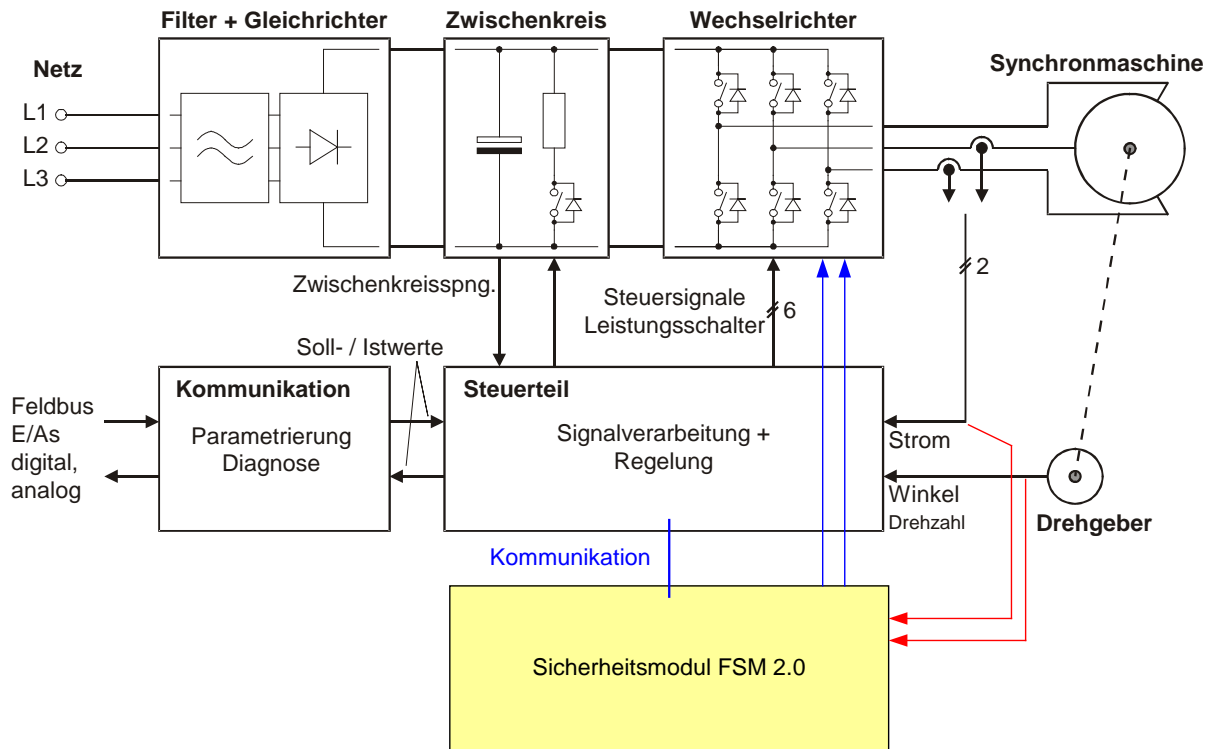 Filter + Gleichrichter
Zwischenkreis
Wechselrichter
Netz
Synchronmaschine
L1
L2
L3
Zwischenkreisspng.
Steuersignale
Leistungsschalter
6
2
Soll- / Istwerte
Kommunikation
Parametrierung
Diagnose
Steuerteil
Signalverarbeitung +
Regelung
Feldbus
E/As
digital,
analog
Strom
Winkel
Drehzahl
Drehgeber
Kommunikation
Sicherheitsmodul FSM 2.0